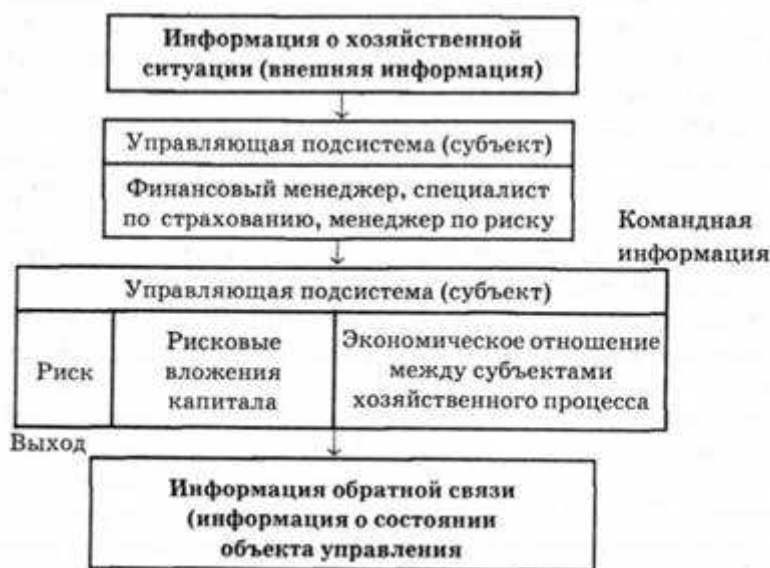 Информация о хозяйственной
ситуации (внешняя информация)
Управляющая подсистема (субъект)
Финансовый менеджер, специалист
по страхованию, менеджер по риску
Командная
информация
Управляющая подсистема (субъект)
Риск
Рисковые
вложения
капитала
Экономическое отношение
между субъектами
хозяйственного процесса
Выход
Информация обратной связи
(информация о состоянии
объекта управления